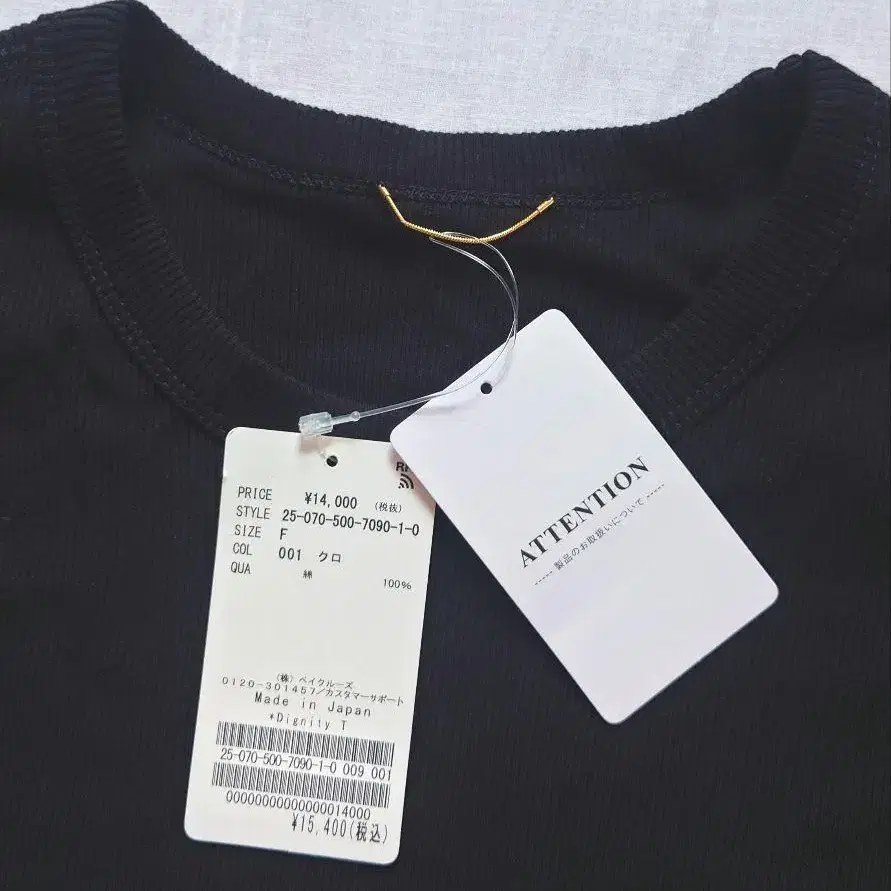 PRICE ¥14,000 (税抜)
STYLE 25-070-500-7090-1-0
SIZE F
COL 001 クロ
QUA 綿 100%
(株)ベイクルーズ
0120-301457/カスタマーサポート
Made in Japan
*Dignity T
25-070-500-7090-1-0 009 001
00000000000000014000
¥15,400(税込)
ATTENTION
----- 製品のお取扱いについて -----